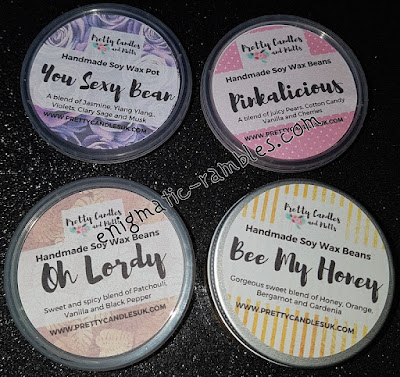 Pretty Candles
and Melts
Handmade Soy Wax Pot
You Sexy Bean
A blend of Jasmine, Ylang Ylang,
Violets, Clary Sage and Musk
WWW.PRETTYCANDLESUK.COM
Pretty Candles
and Melts
Handmade Soy Wax Beans
Pinkalicious
A blend of Juicy Pears, Cotton Candy
Vanilla and Cherries
WWW.PRETTYCANDLESUK.COM
Pretty Candles
and Melts
Handmade Soy Wax Beans
Oh Lordy
Sweet and spicy blend of Patchouli,
Vanilla and Black Pepper
WWW.PRETTYCANDLESUK.COM
Pretty Candles
and Melts
Handmade Soy Wax Beans
Bee My Honey
Gorgeous sweet blend of Honey, Orange,
Bergamot and Gardenia
WWW.PRETTYCANDLESUK.COM
enigmatic-rambles.com